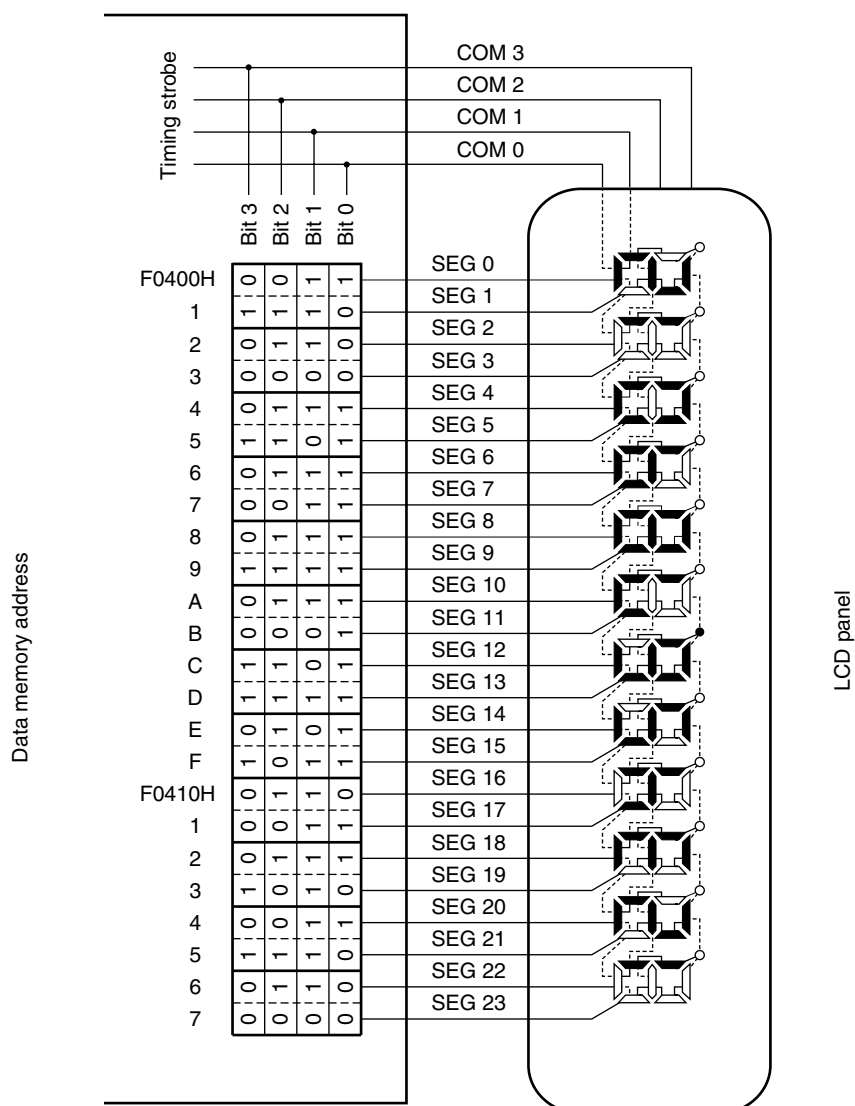 COM 3
COM 2
COM 1
COM 0
Timing strobe
Bit 3 Bit 2 Bit 1 Bit 0
F0400H 0 0 1 1 SEG 0
1 1 1 1 0 SEG 1
2 0 1 1 0 SEG 2
3 0 0 0 0 SEG 3
4 0 1 1 1 SEG 4
5 1 1 0 1 SEG 5
6 0 1 1 1 SEG 6
7 0 0 1 1 SEG 7
8 0 1 1 1 SEG 8
9 1 1 1 1 SEG 9
A 0 1 1 1 SEG 10
B 0 0 0 1 SEG 11
C 1 1 0 1 SEG 12
D 1 1 1 1 SEG 13
E 0 1 0 1 SEG 14
F 1 0 1 1 SEG 15
F0410H 0 1 1 0 SEG 16
1 0 0 1 1 SEG 17
2 0 1 1 1 SEG 18
3 1 0 1 0 SEG 19
4 0 0 1 1 SEG 20
5 1 1 1 0 SEG 21
6 0 1 1 0 SEG 22
7 0 0 0 0 SEG 23
Data memory address
LCD panel